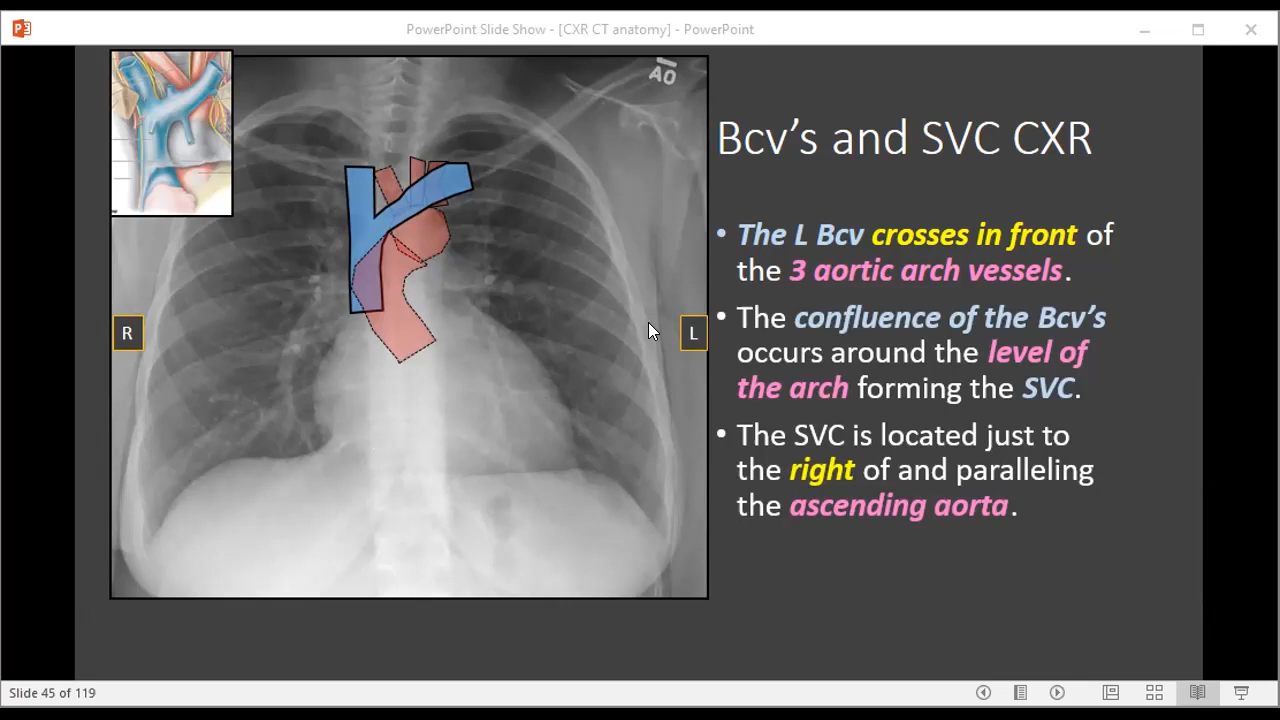 PowerPoint Slide Show - [CXR CT anatomy] - PowerPoint
AO
Bcv's and SVC CXR
• The L Bcv crosses in front of
the 3 aortic arch vessels.
• The confluence of the Bcv's
occurs around the level of
the arch forming the SVC.
• The SVC is located just to
the right of and paralleling
the ascending aorta.
R
L
Slide 45 of 119